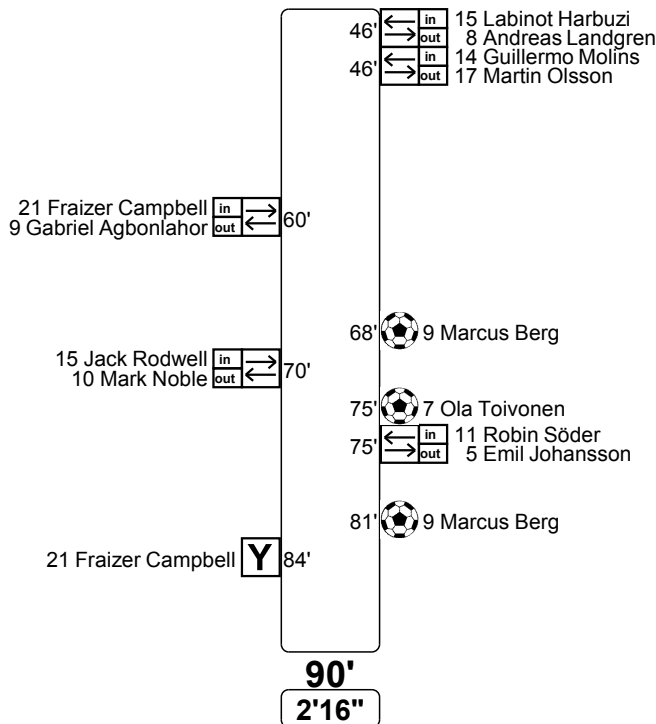 46' in 15 Labinot Harbuzi
out 8 Andreas Landgren
46' in 14 Guillermo Molins
out 17 Martin Olsson
21 Fraizer Campbell in 60'
9 Gabriel Agbonlahor out
68' 9 Marcus Berg
15 Jack Rodwell in 70'
10 Mark Noble out
75' 7 Ola Toivonen
75' in 11 Robin Söder
out 5 Emil Johansson
81' 9 Marcus Berg
21 Fraizer Campbell Y 84'
90'
2'16"